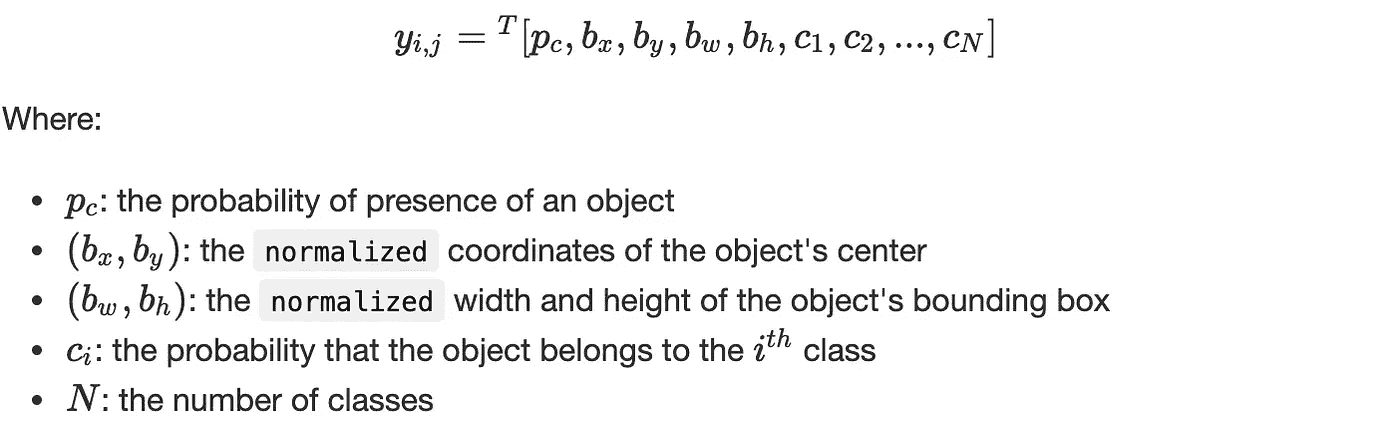 y_{i,j} = ^T[p_c, b_x, b_y, b_w, b_h, c_1, c_2, ..., c_N]
Where:
• p_c: the probability of presence of an object
• (b_x, b_y): the normalized coordinates of the object's center
• (b_w, b_h): the normalized width and height of the object's bounding box
• c_i: the probability that the object belongs to the i^{th} class
• N: the number of classes